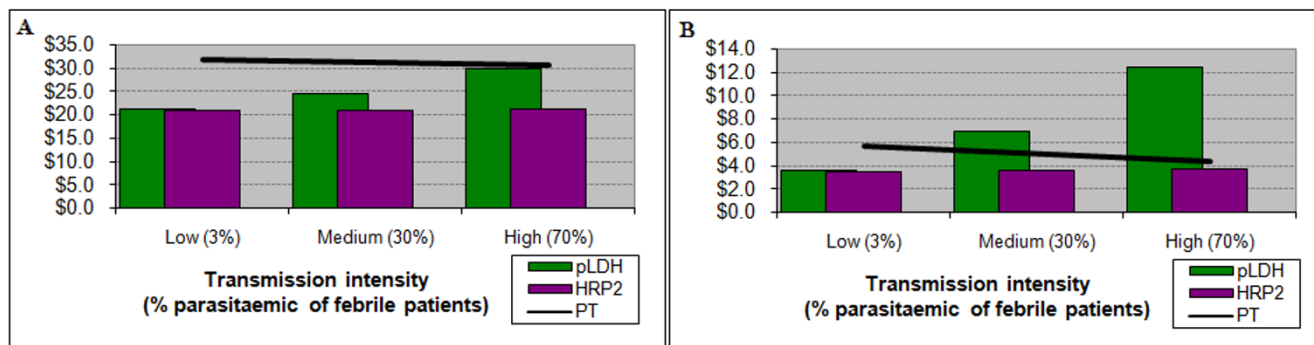 A
$35.0
$30.0
$25.0
$20.0
$15.0
$10.0
$5.0
$0.0
Low (3%)
Medium (30%)
High (70%)
Transmission intensity
(% parasitaemic of febrile patients)
pLDH
HRP2
PT
B
$14.0
$12.0
$10.0
$8.0
$6.0
$4.0
$2.0
$0.0
Low (3%)
Medium (30%)
High (70%)
Transmission intensity
(% parasitaemic of febrile patients)
pLDH
HRP2
PT